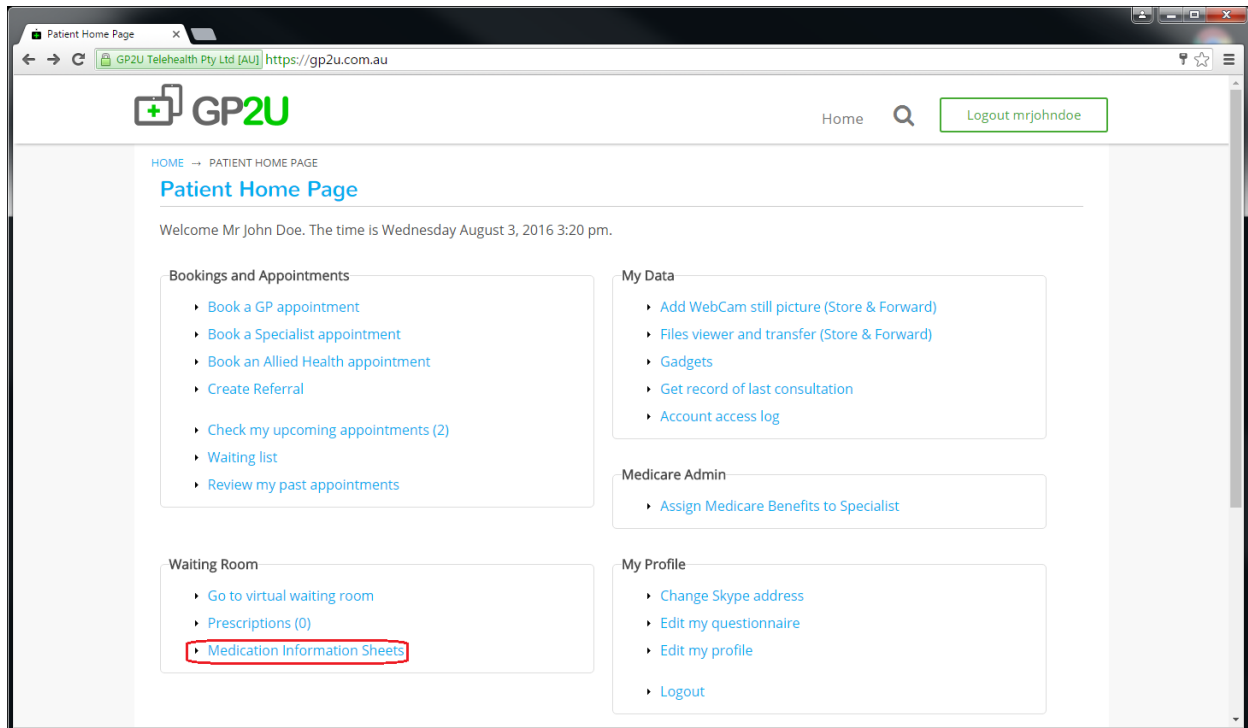 Patient Home Page
GP2U Telehealth Pty Ltd [AU] https://gp2u.com.au
GP2U
Home
Logout mrjohndoe
HOME → PATIENT HOME PAGE
Patient Home Page
Welcome Mr John Doe. The time is Wednesday August 3, 2016 3:20 pm.
Bookings and Appointments
Book a GP appointment
Book a Specialist appointment
Book an Allied Health appointment
Create Referral
Check my upcoming appointments (2)
Waiting list
Review my past appointments
My Data
Add WebCam still picture (Store & Forward)
Files viewer and transfer (Store & Forward)
Gadgets
Get record of last consultation
Account access log
Medicare Admin
Assign Medicare Benefits to Specialist
Waiting Room
Go to virtual waiting room
Prescriptions (0)
Medication Information Sheets
My Profile
Change Skype address
Edit my questionnaire
Edit my profile
Logout